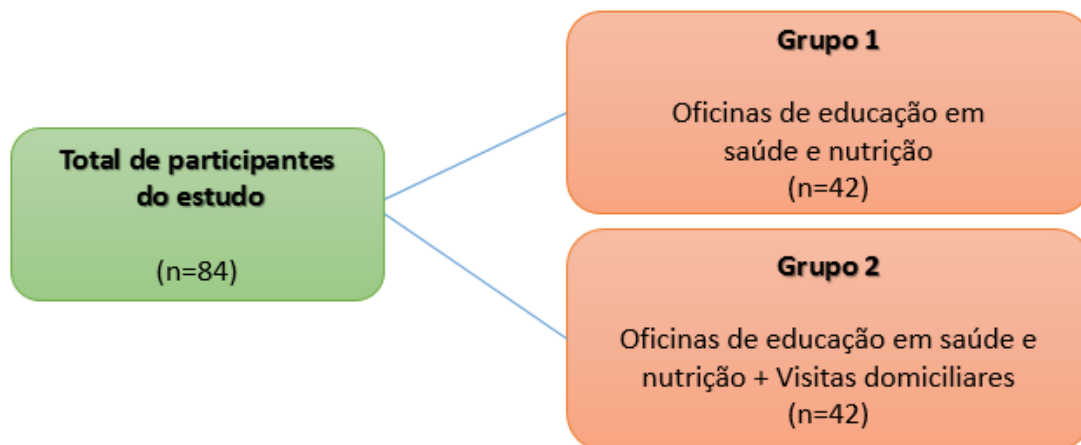 Total de participantes
do estudo
(n=84)
Grupo 1
Oficinas de educação em
saúde e nutrição
(n=42)
Grupo 2
Oficinas de educação em saúde e
nutrição + Visitas domiciliares
(n=42)